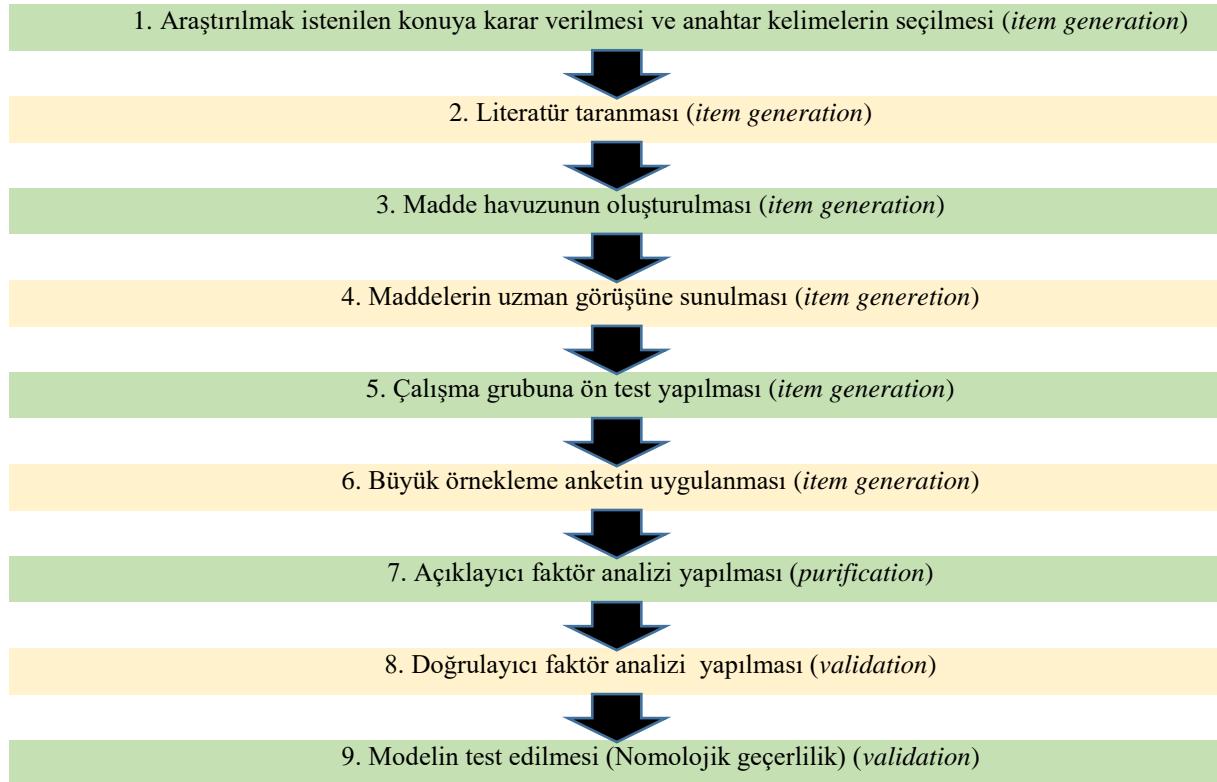 1. Araştırılmak istenilen konuya karar verilmesi ve anahtar kelimelerin seçilmesi (item generation)
2. Literatür taranması (item generation)
3. Madde havuzunun oluşturulması (item generation)
4. Maddelerin uzman görüşüne sunulması (item generetion)
5. Çalışma grubuna ön test yapılması (item generation)
6. Büyük örnekleme anketin uygulanması (item generation)
7. Açıklayıcı faktör analizi yapılması (purification)
8. Doğrulayıcı faktör analizi  yapılması (validation)
9. Modelin test edilmesi (Nomolojik geçerlilik) (validation)